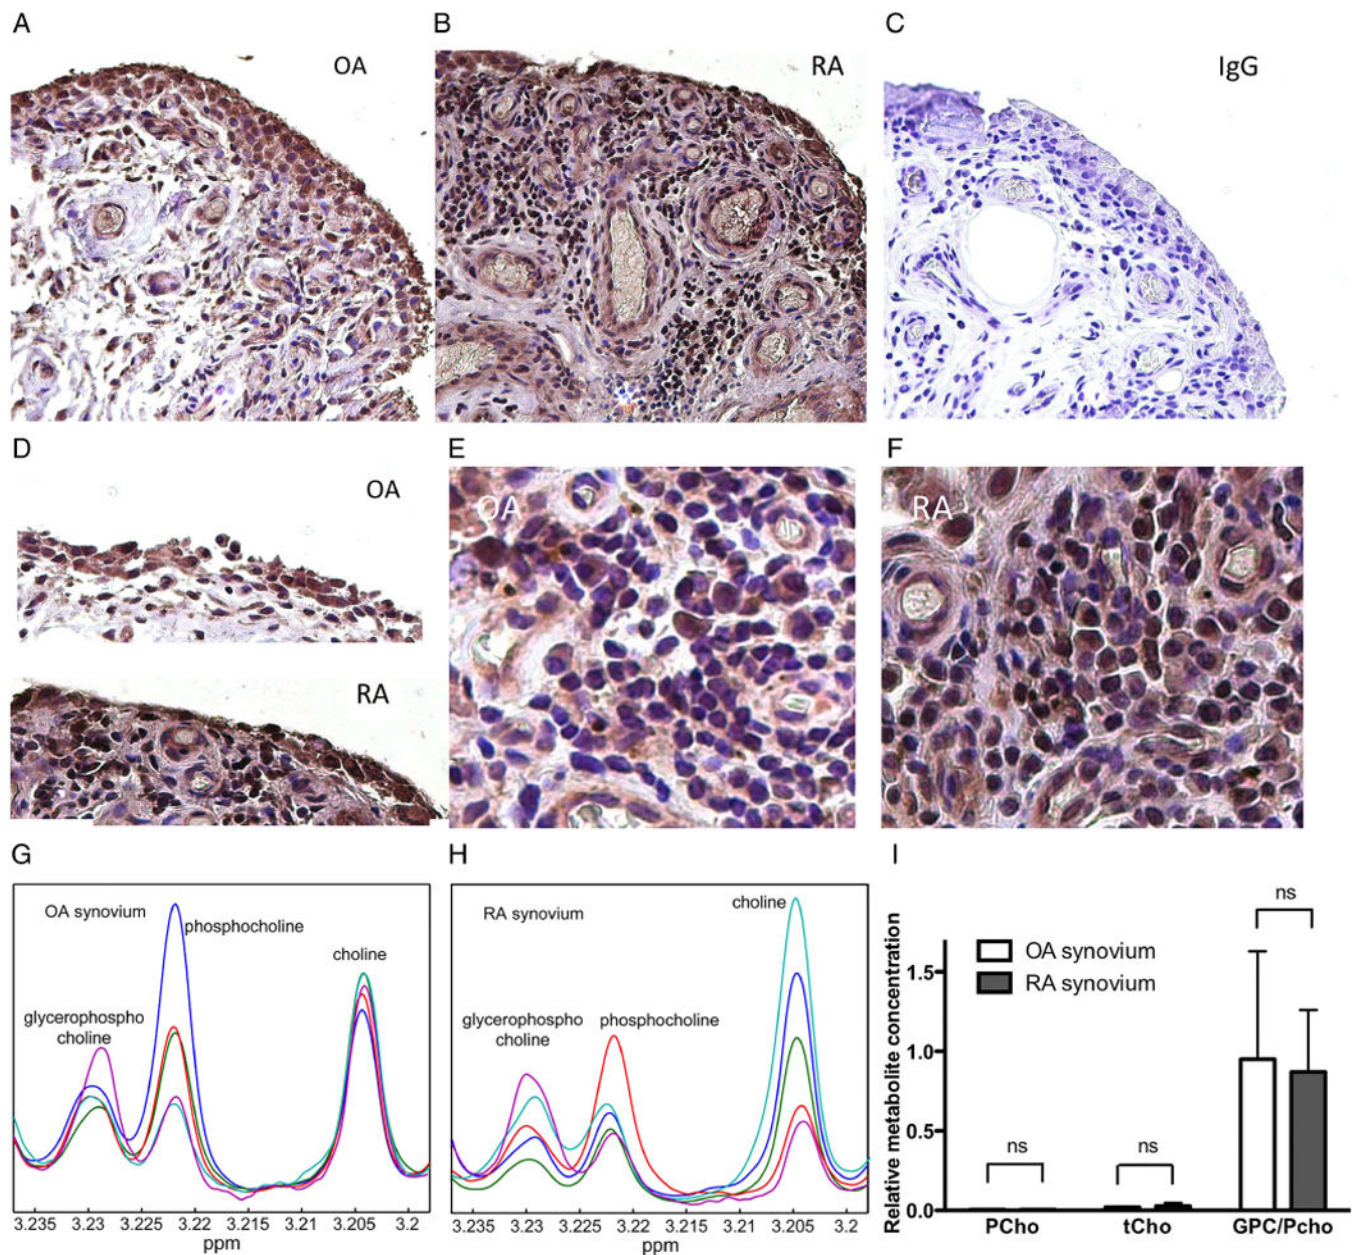 A
OA
B
RA
C
IgG
D
OA
RA
E
OA
F
RA
G
OA synovium
phosphocholine
choline
glycerophospho
choline
3.235 3.23 3.225 3.22 3.215 3.21 3.205 3.2
ppm
H
RA synovium
choline
glycerophospho
choline
phosphocholine
3.235 3.23 3.225 3.22 3.215 3.21 3.205 3.2
ppm
I
Relative metabolite concentration
1.5
1.0
0.5
0.0
OA synovium
RA synovium
ns
ns
ns
PCho tCho GPC/Pcho